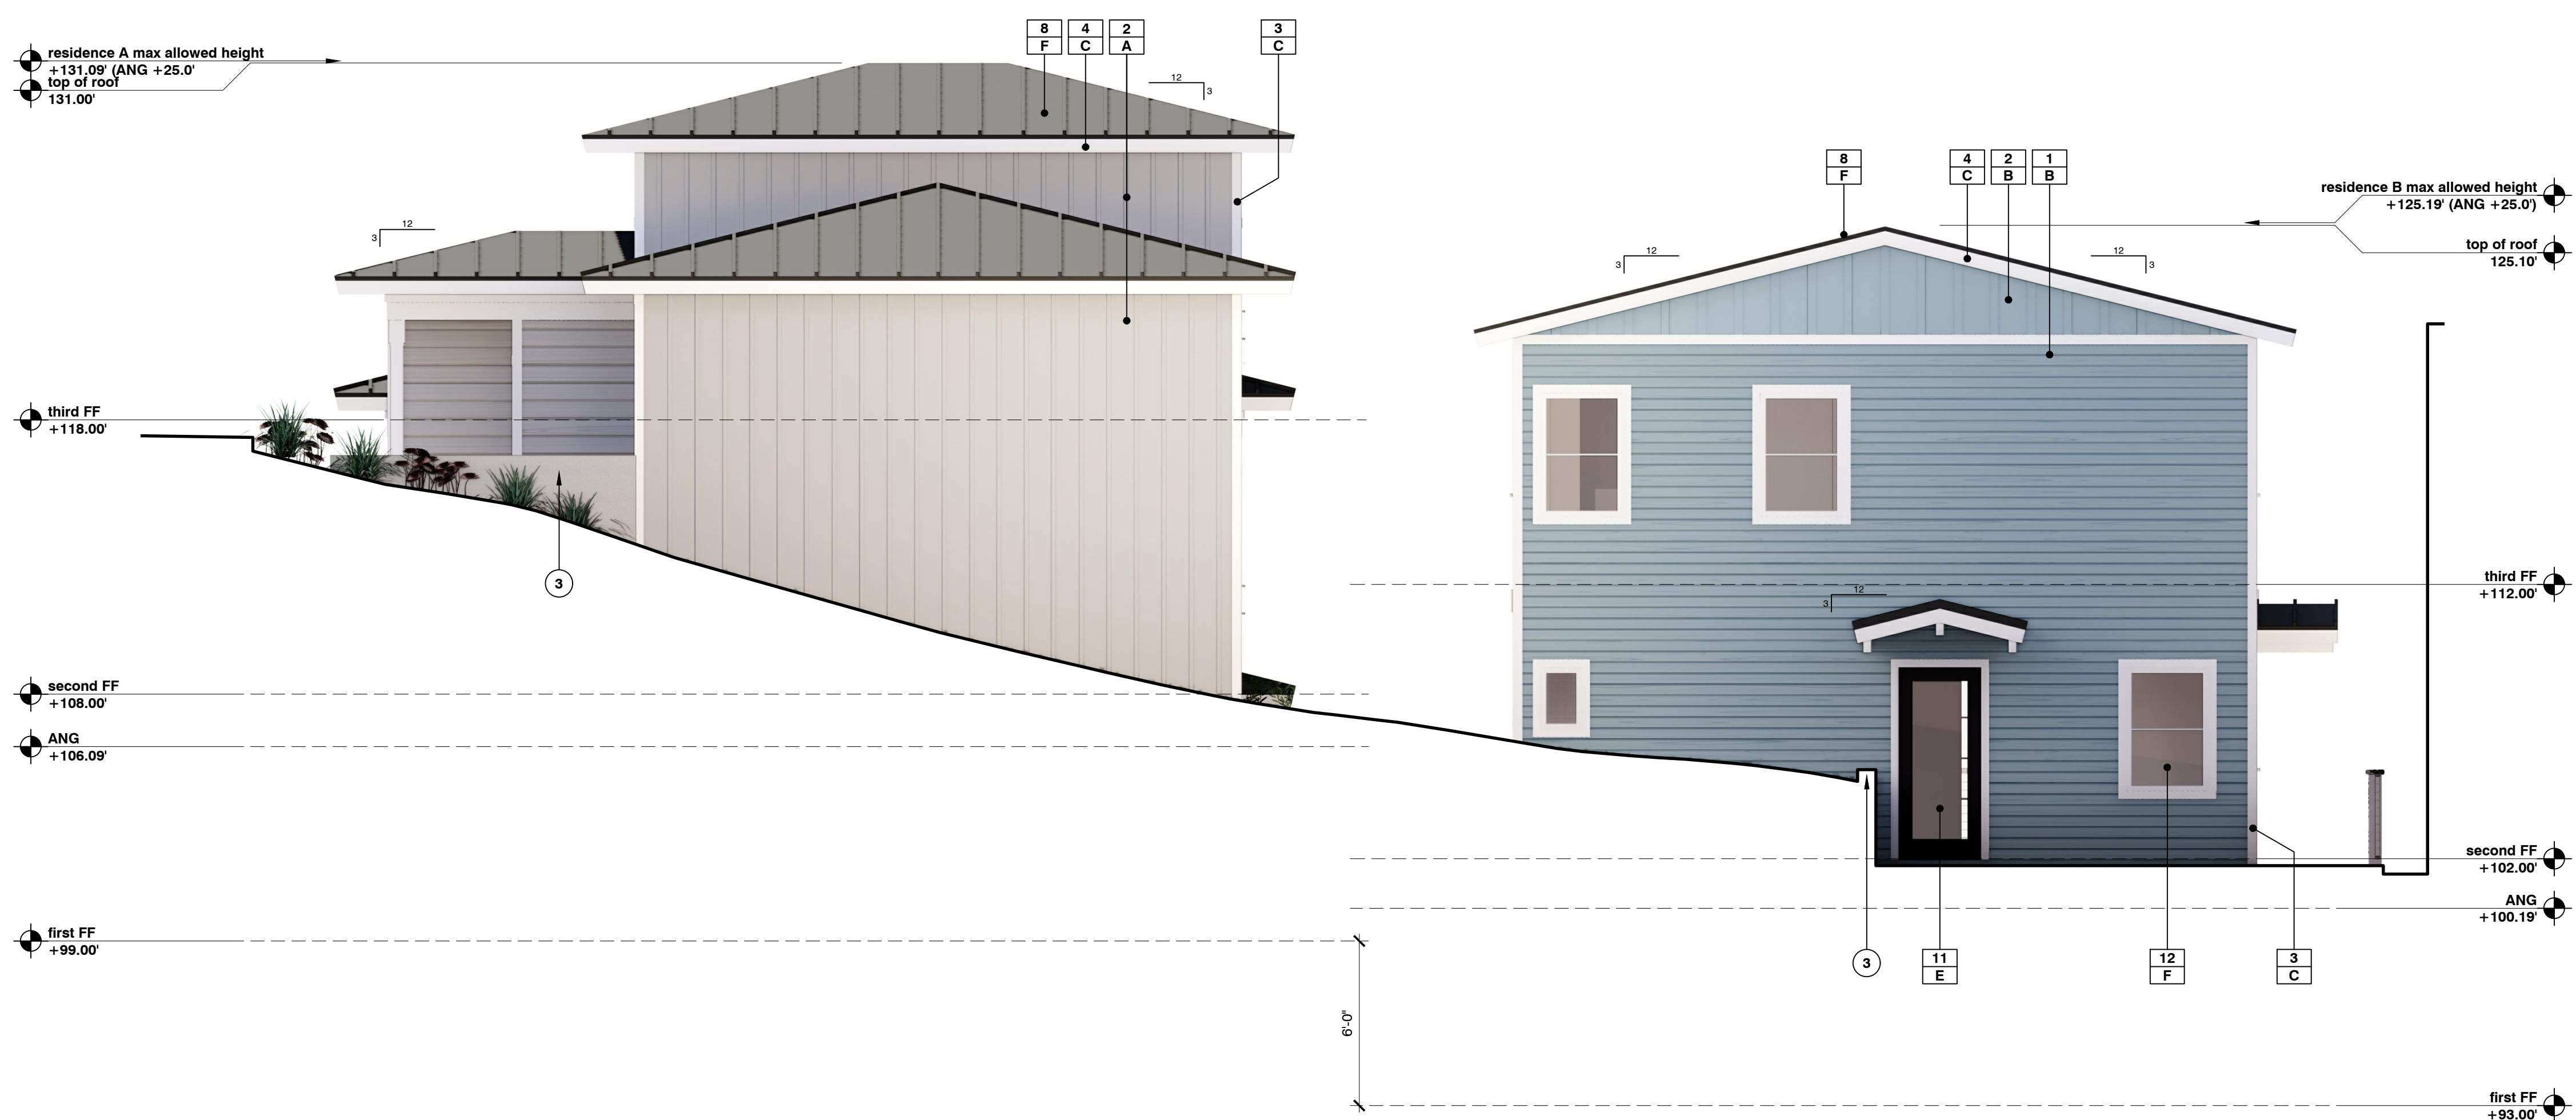 8 4 2 3
F C A C
residence A max allowed height
+131.09' (ANG +25.0'
top of roof
131.00'
12
3
8 4 2 1
F C B B
residence B max allowed height
+125.19' (ANG +25.0')
12
3
top of roof
125.10'
12
3
12
3
third FF
+118.00'
3
third FF
+112.00'
12
3
second FF
+108.00'
ANG
+106.09'
second FF
+102.00'
ANG
+100.19'
first FF
+99.00'
3
11 12 3
E F C
6'-0"
first FF
+93.00'